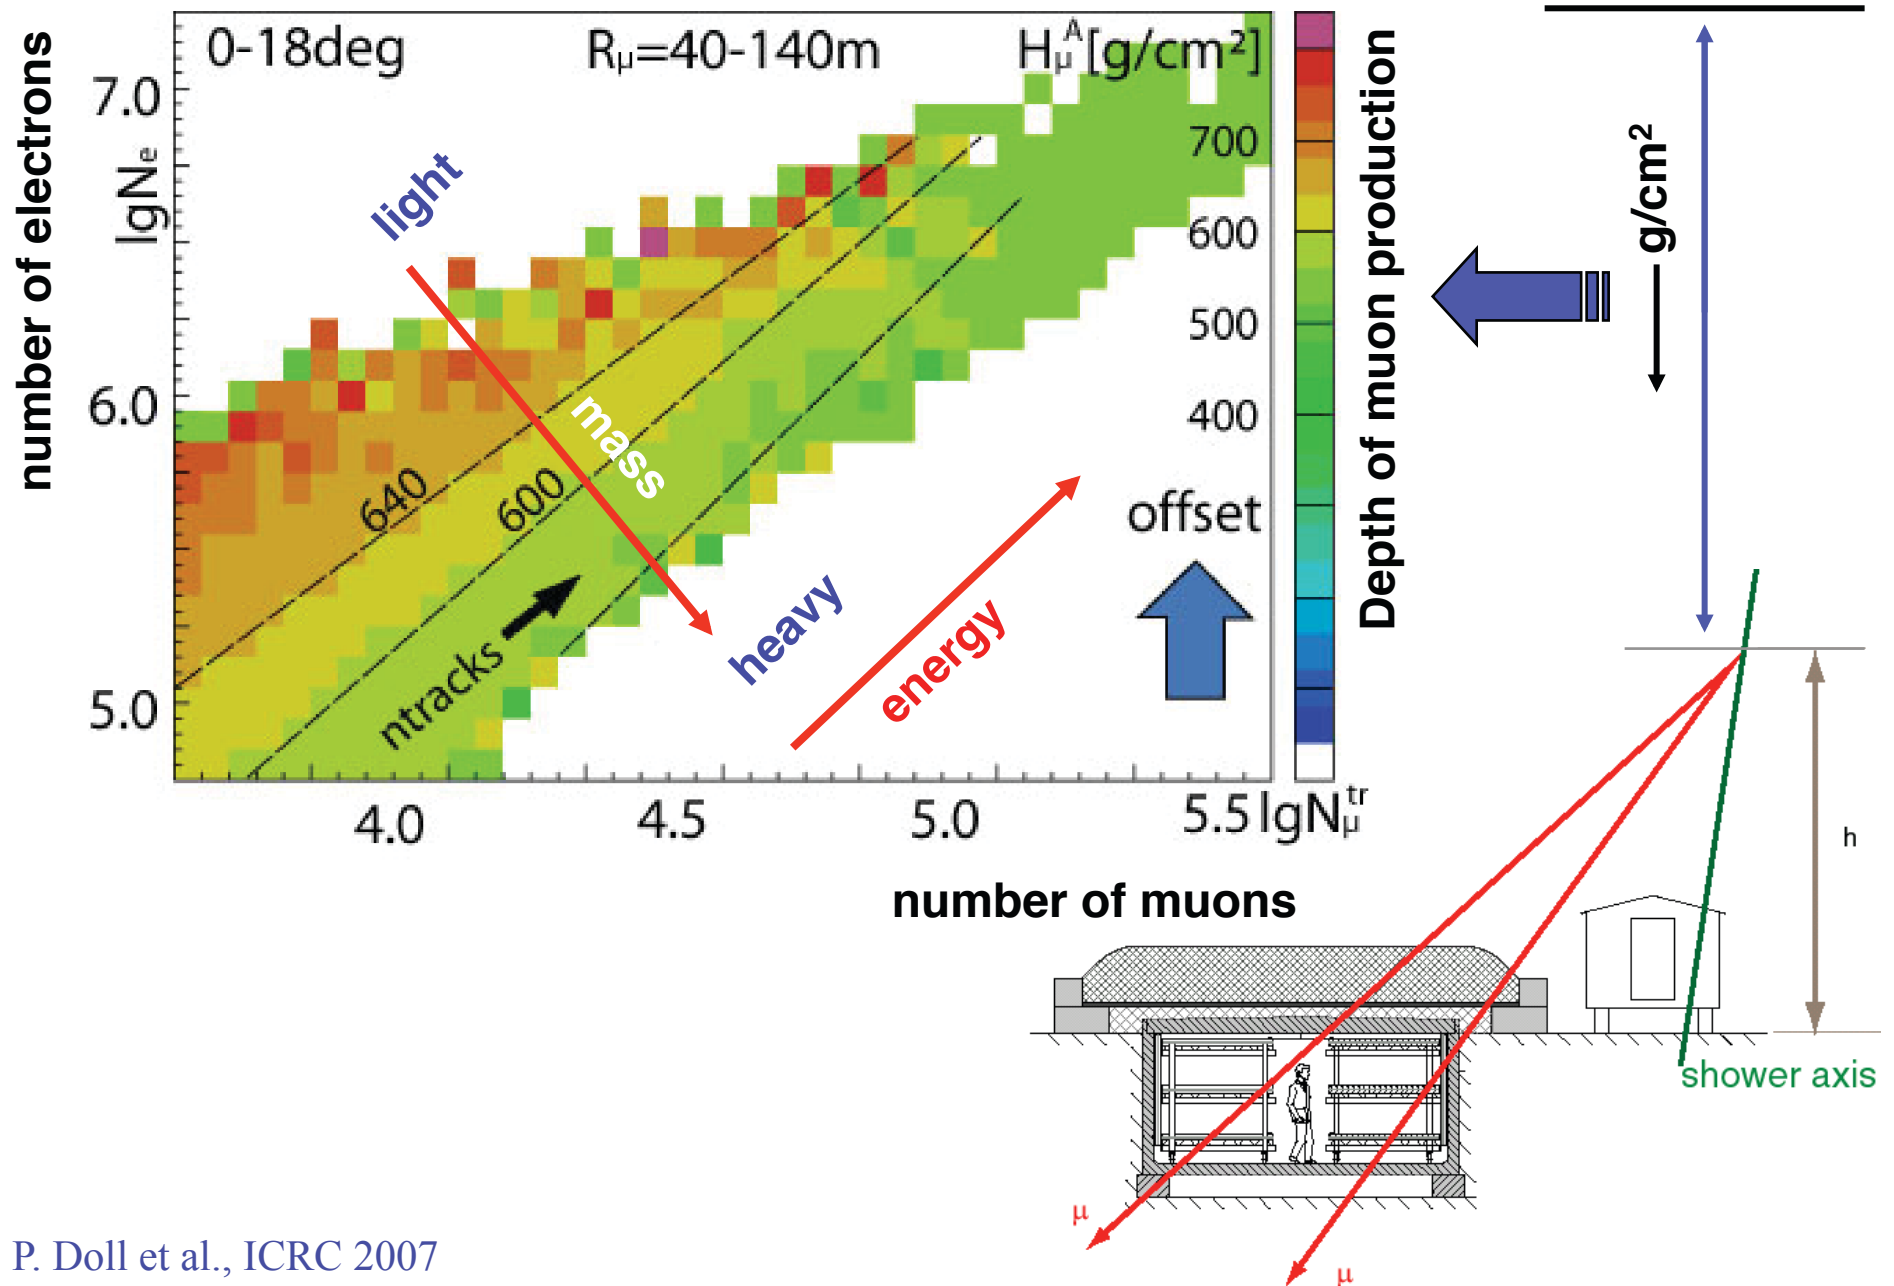 0-18deg
Rμ=40-140m
HμA[g/cm²]
number of electrons
lgNe
7.0
6.0
5.0
light
mass
heavy
energy
640
600
ntracks
700
600
500
400
offset
Depth of muon production
g/cm2
4.0
4.5
5.0
5.5
lgNμtr
number of muons
h
shower axis
μ
μ
P. Doll et al., ICRC 2007